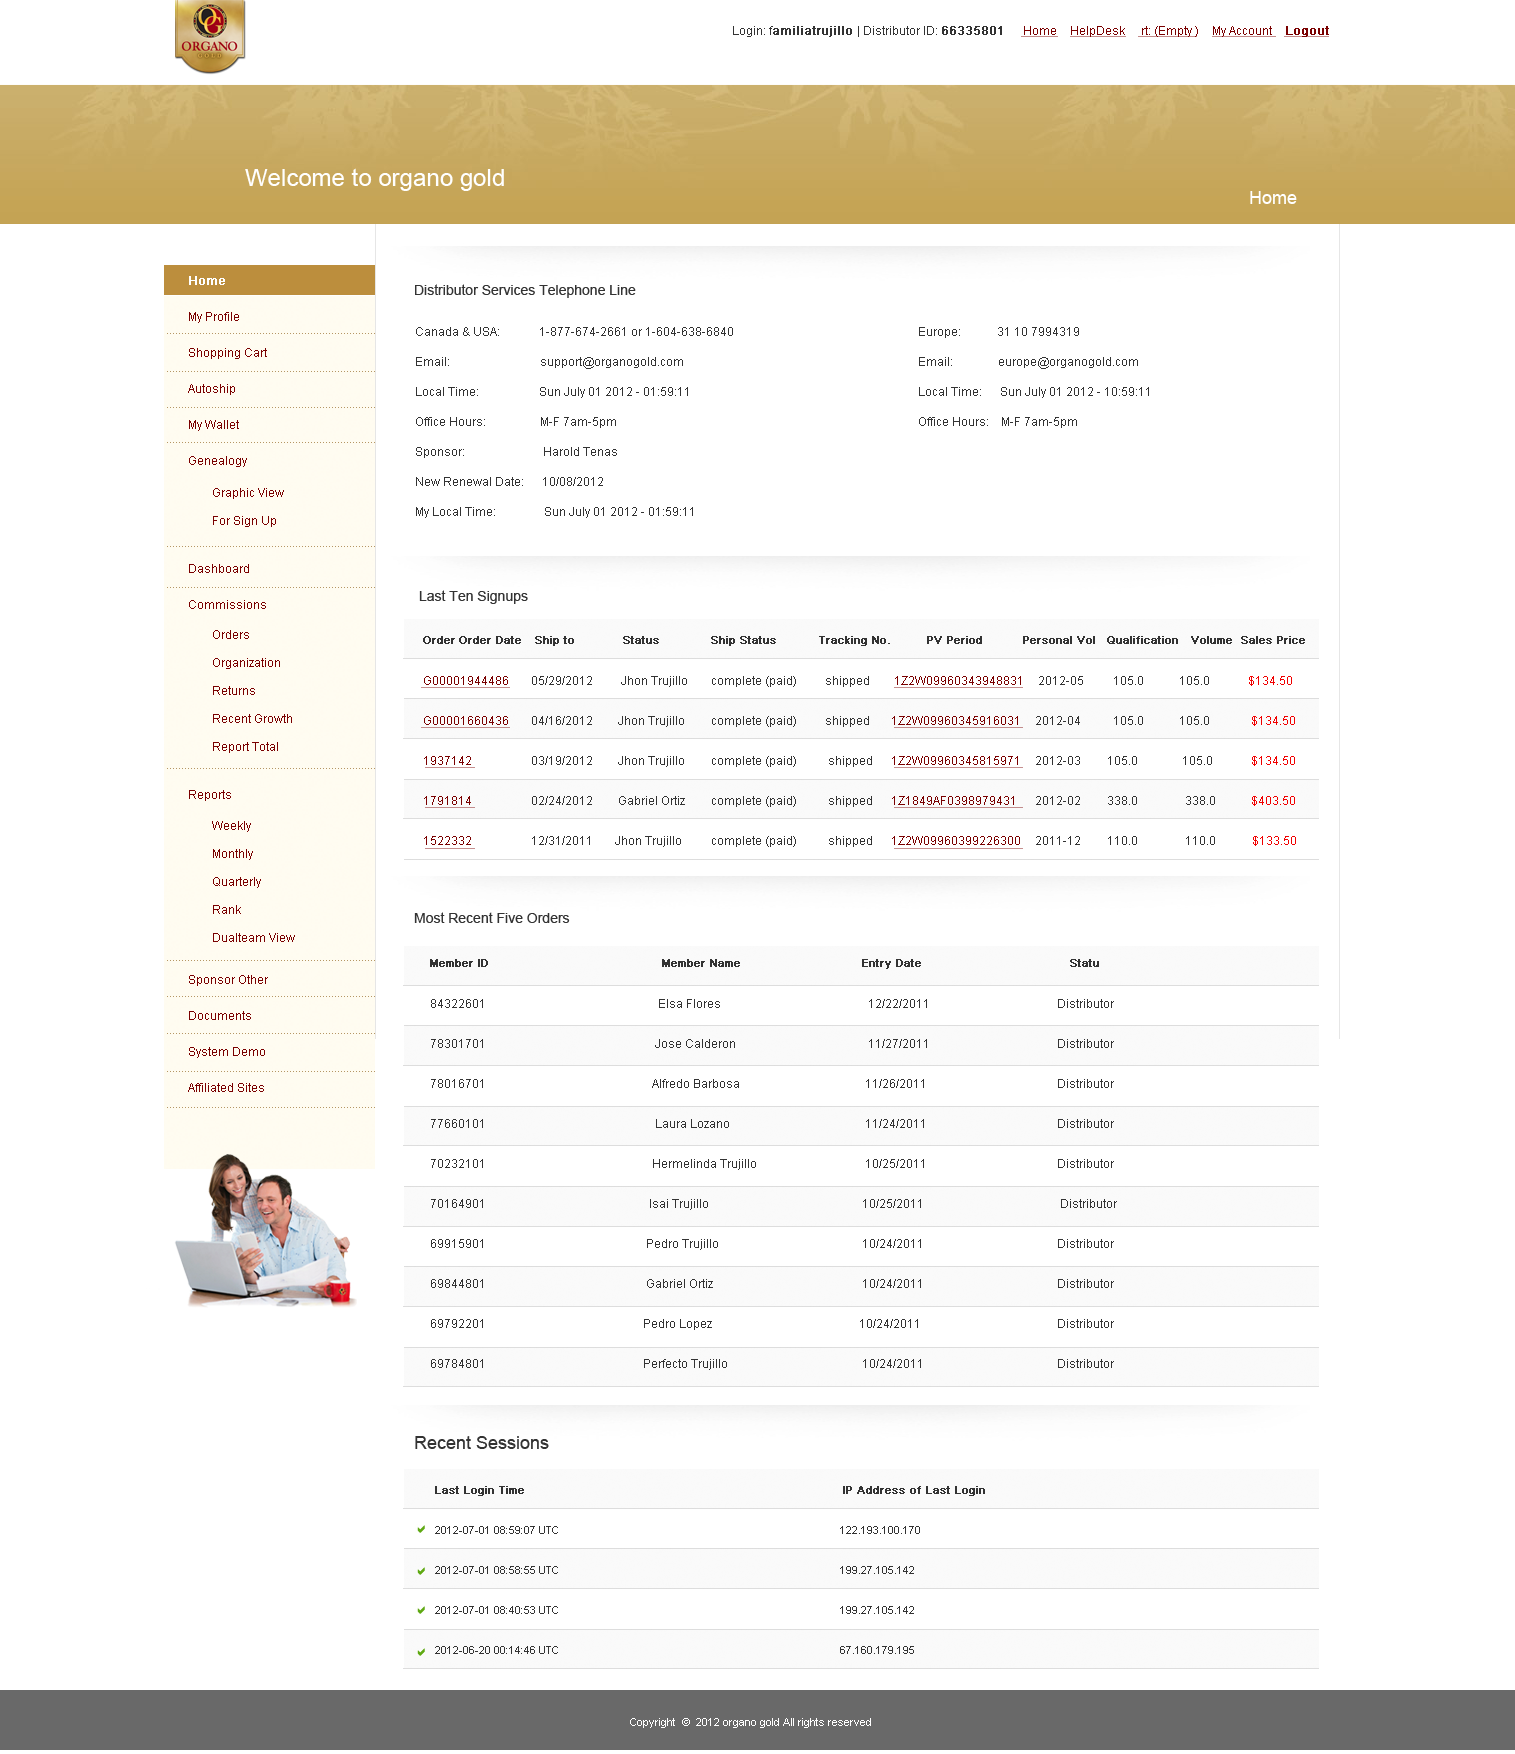 OG
ORGANO
GOLD
Login: familiatrujillo | Distributor ID: 66335801 Home HelpDesk rt: (Empty ) My Account Logout
Welcome to organo gold
Home
Home
My Profile
Shopping Cart
Autoship
My Wallet
Genealogy
Graphic View
For Sign Up
Dashboard
Commissions
Orders
Organization
Returns
Recent Growth
Report Total
Reports
Weekly
Monthly
Quarterly
Rank
Dualteam View
Sponsor Other
Documents
System Demo
Affiliated Sites
Distributor Services Telephone Line
Canada & USA: 1-877-674-2661 or 1-604-638-6840 Europe: 31 10 7994319
Email: support@organogold.com Email: europe@organogold.com
Local Time: Sun July 01 2012 - 01:59:11 Local Time: Sun July 01 2012 - 10:59:11
Office Hours: M-F 7am-5pm Office Hours: M-F 7am-5pm
Sponsor: Harold Tenas
New Renewal Date: 10/08/2012
My Local Time: Sun July 01 2012 - 01:59:11
Last Ten Signups
Order Order Date Ship to Status Ship Status Tracking No. PV Period Personal Vol Qualification Volume Sales Price
G00001944486 05/29/2012 Jhon Trujillo complete (paid) shipped 1Z2W09960343948831 2012-05 105.0 105.0 $134.50
G00001660436 04/16/2012 Jhon Trujillo complete (paid) shipped 1Z2W09960345916031 2012-04 105.0 105.0 $134.50
1937142 03/19/2012 Jhon Trujillo complete (paid) shipped 1Z2W09960345815971 2012-03 105.0 105.0 $134.50
1791814 02/24/2012 Gabriel Ortiz complete (paid) shipped 1Z1849AF0398979431 2012-02 338.0 338.0 $403.50
1522332 12/31/2011 Jhon Trujillo complete (paid) shipped 1Z2W09960399226300 2011-12 110.0 110.0 $133.50
Most Recent Five Orders
Member ID Member Name Entry Date Statu
84322601 Elsa Flores 12/22/2011 Distributor
78301701 Jose Calderon 11/27/2011 Distributor
78016701 Alfredo Barbosa 11/26/2011 Distributor
77660101 Laura Lozano 11/24/2011 Distributor
70232101 Hermelinda Trujillo 10/25/2011 Distributor
70164901 Isai Trujillo 10/25/2011 Distributor
69915901 Pedro Trujillo 10/24/2011 Distributor
69844801 Gabriel Ortiz 10/24/2011 Distributor
69792201 Pedro Lopez 10/24/2011 Distributor
69784801 Perfecto Trujillo 10/24/2011 Distributor
Recent Sessions
Last Login Time IP Address of Last Login
2012-07-01 08:59:07 UTC 122.193.100.170
2012-07-01 08:58:55 UTC 199.27.105.142
2012-07-01 08:40:53 UTC 199.27.105.142
2012-06-20 00:14:46 UTC 67.160.179.195
Copyright © 2012 organo gold All rights reserved